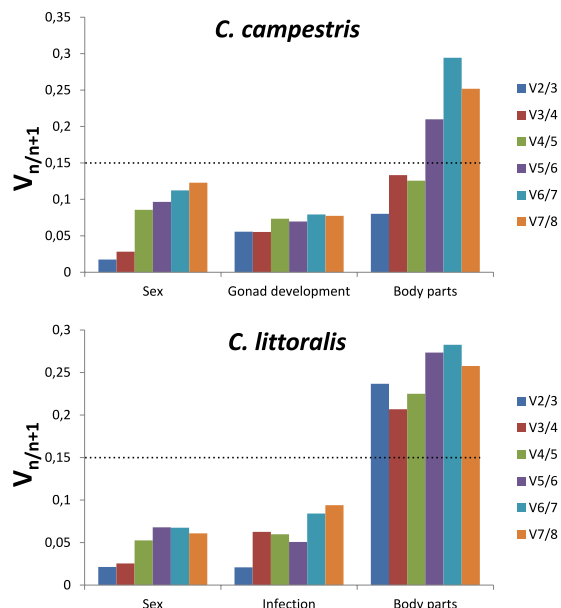 C. campestris
0,35
0,3
0,25
0,2
0,15
0,1
0,05
0
Vn/n+1
Sex Gonad development Body parts
V2/3
V3/4
V4/5
V5/6
V6/7
V7/8
C. littoralis
0,3
0,25
0,2
0,15
0,1
0,05
0
Vn/n+1
Sex Infection Body parts
V2/3
V3/4
V4/5
V5/6
V6/7
V7/8